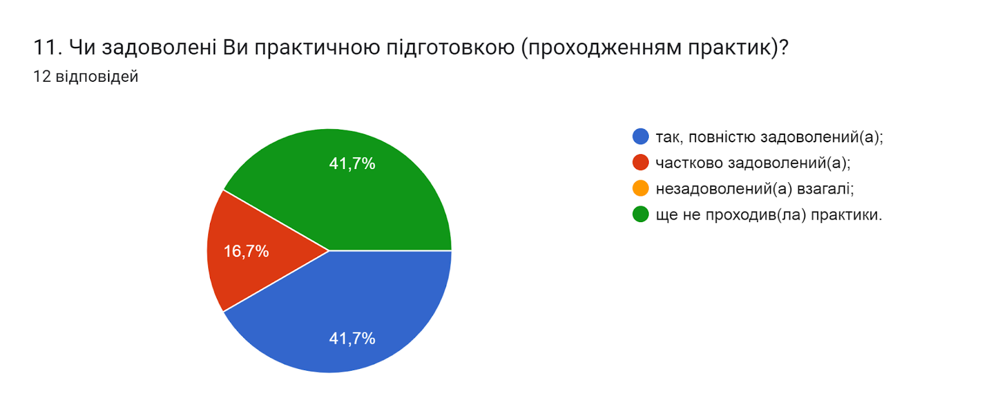 11. Чи задоволені Ви практичною підготовкою (проходженням практик)?
12 відповідей
41,7%
16,7%
41,7%
так, повністю задоволений(а);
частково задоволений(а);
незадоволений(а) взагалі;
ще не проходив(ла) практики.